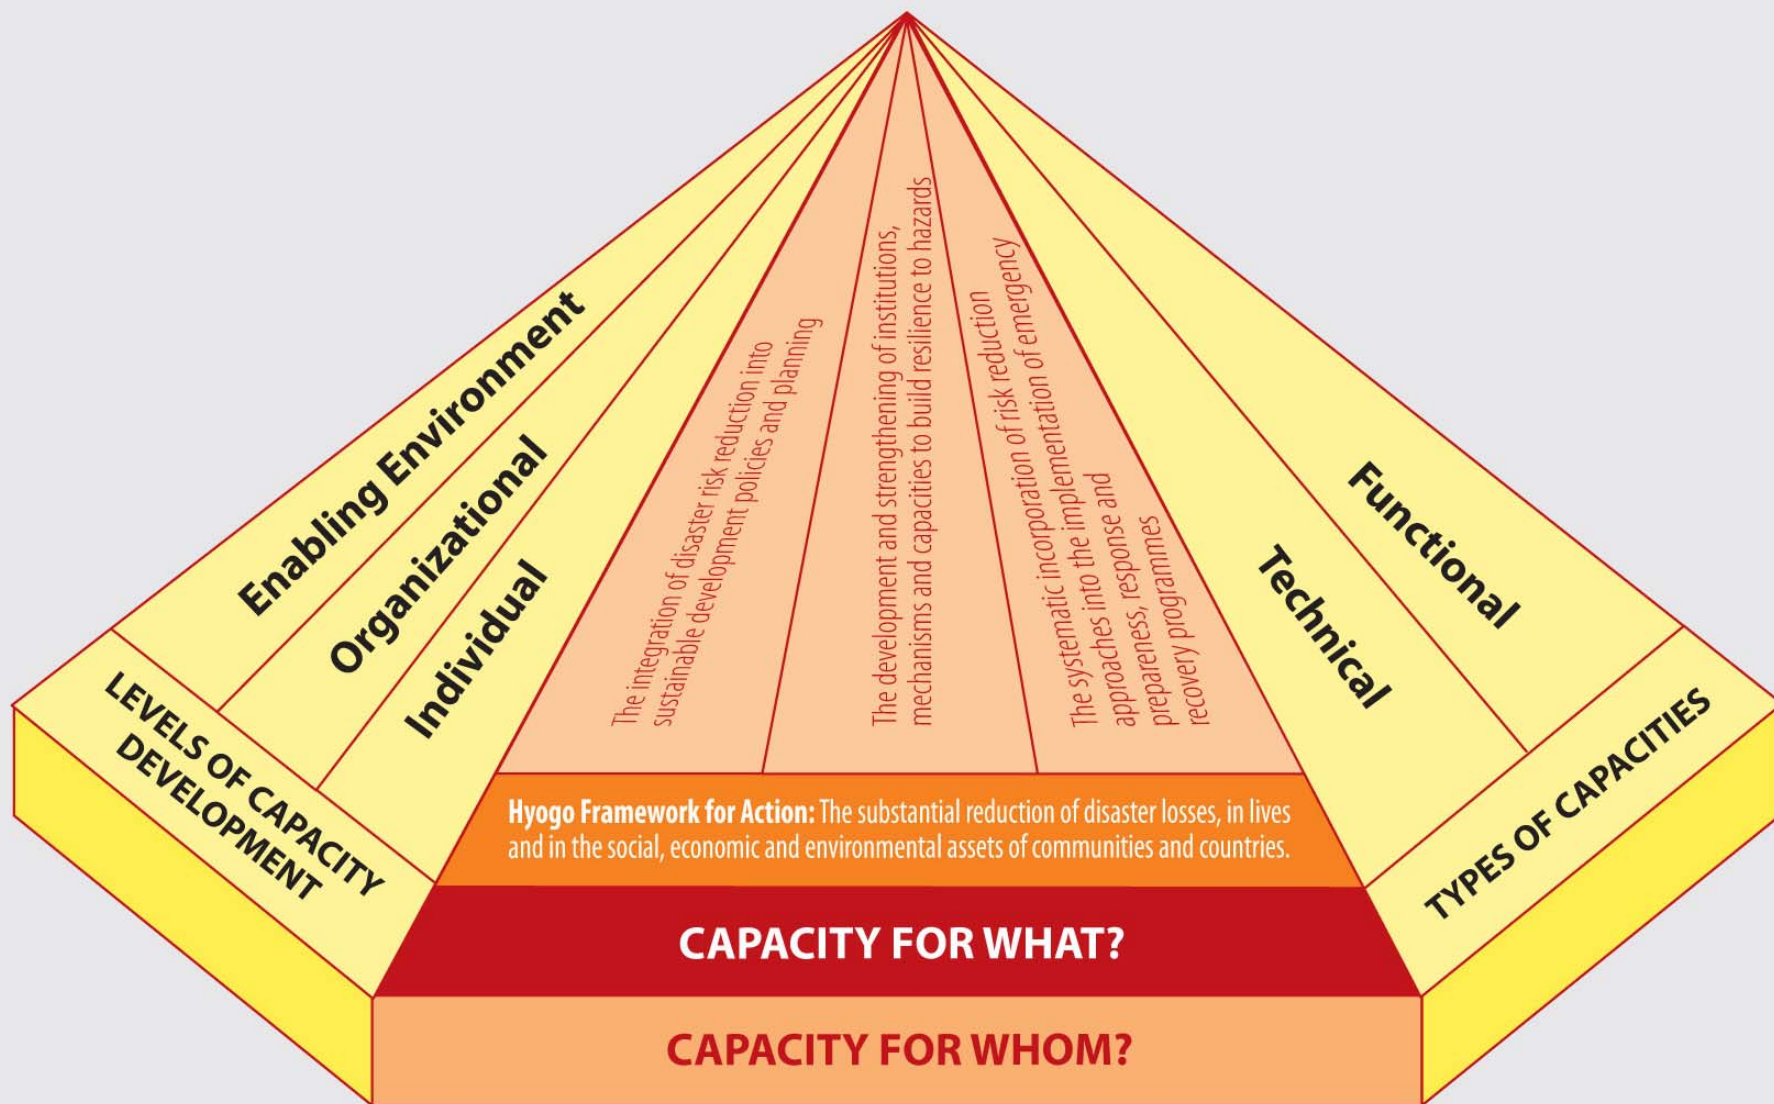 Enabling Environment
Organizational
Individual
LEVELS OF CAPACITY
DEVELOPMENT
The integration of disaster risk reduction into
sustainable development policies and planning
The development and strengthening of institutions,
mechanisms and capacities to build resilience to hazards
The systematic incorporation of risk reduction
approaches into the implementation of emergency
preparedness, response and
recovery programmes
Functional
Technical
TYPES OF CAPACITIES
Hyogo Framework for Action: The substantial reduction of disaster losses, in lives
and in the social, economic and environmental assets of communities and countries.
CAPACITY FOR WHAT?
CAPACITY FOR WHOM?